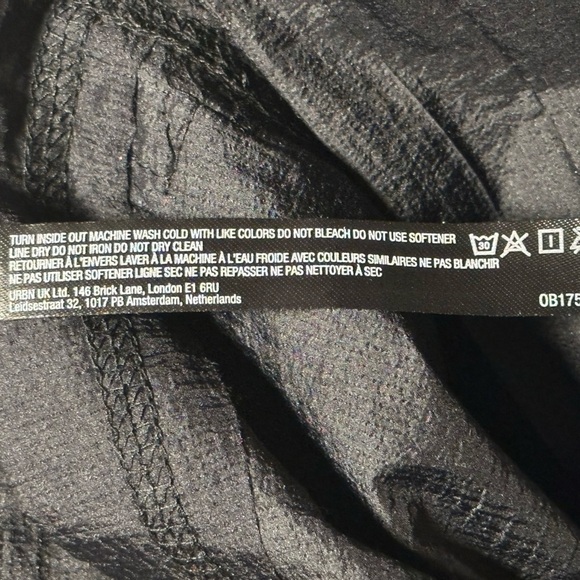 TURN INSIDE OUT MACHINE WASH COLD WITH LIKE COLORS DO NOT BLEACH DO NOT USE SOFTENER
LINE DRY DO NOT IRON DO NOT DRY CLEAN
RETOURNER À L'ENVERS LAVER À LA MACHINE À L'EAU FROIDE AVEC COULEURS SIMILAIRES NE PAS BLANCHIR
NE PAS UTILISER SOFTENER LIGNE SEC NE PAS REPASSER NE PAS NETTOYER À SEC
URBN UK Ltd. 146 Brick Lane, London E1 6RU
Leidsestraat 32, 1017 PB Amsterdam, Netherlands
30
0B175